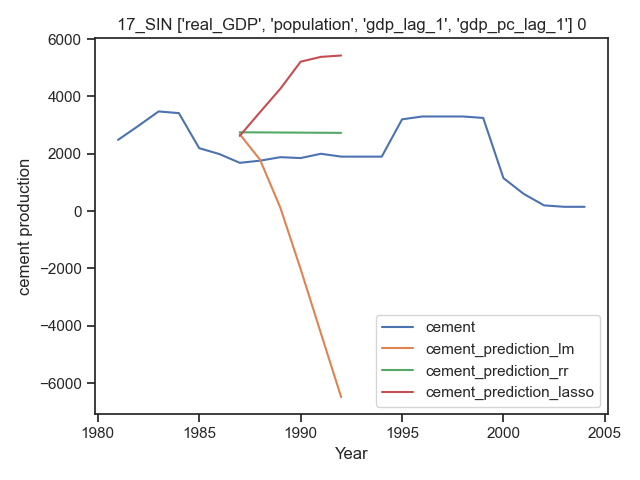 17_SIN ['real_GDP', 'population', 'gdp_lag_1', 'gdp_pc_lag_1'] 0
6000
4000
2000
0
−2000
−4000
−6000
cement production
1980
1985
1990
1995
2000
2005
Year
cement
cement_prediction_lm
cement_prediction_rr
cement_prediction_lasso